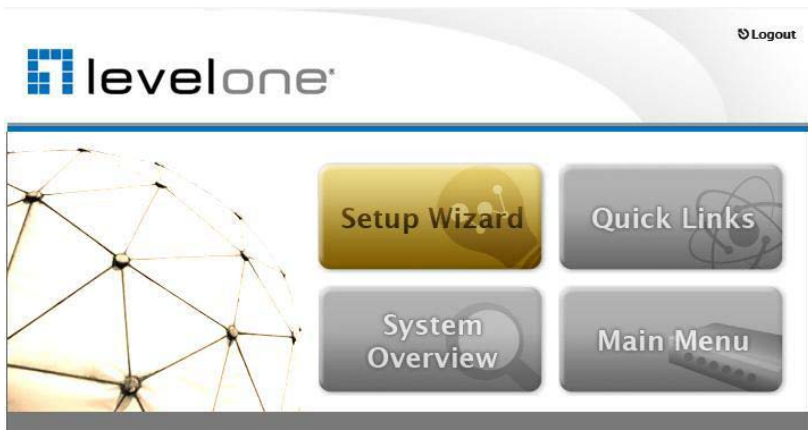 Logout
levelone®
Setup Wizard
Quick Links
System
Overview
Main Menu